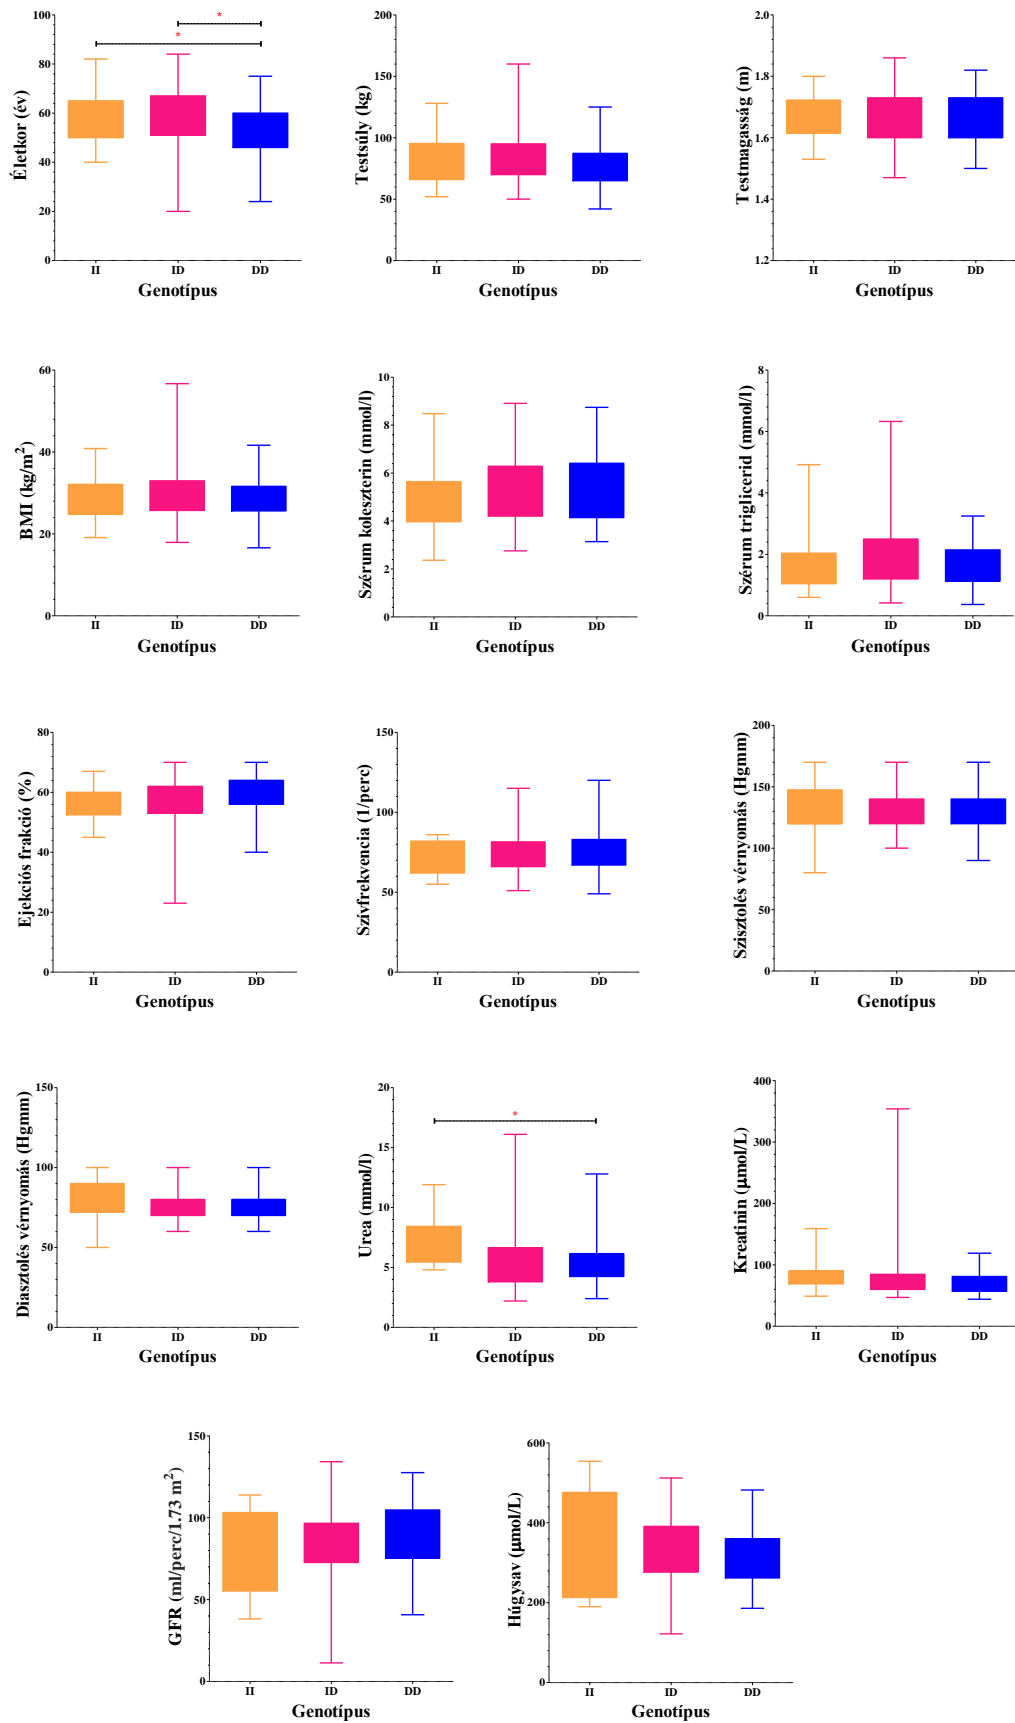 Életkor (év)
100
80
60
40
20
0
*
*
II ID DD
Genotípus
Testsúly (kg)
200
150
100
50
0
II ID DD
Genotípus
Testmagasság (m)
2.0
1.8
1.6
1.4
1.2
II ID DD
Genotípus
BMI (kg/m²)
60
40
20
0
II ID DD
Genotípus
Szérum koleszterin (mmol/l)
10
8
6
4
2
0
II ID DD
Genotípus
Szérum triglicerid (mmol/l)
8
6
4
2
0
II ID DD
Genotípus
Ejekciós frakció (%)
80
60
40
20
0
II ID DD
Genotípus
Szívfrekvencia (1/perc)
150
100
50
0
II ID DD
Genotípus
Szisztolés vérnyomás (Hgmm)
200
150
100
50
0
II ID DD
Genotípus
Diasztolés vérnyomás (Hgmm)
150
100
50
0
II ID DD
Genotípus
Urea (mmol/l)
20
15
10
5
0
*
II ID DD
Genotípus
Kreatinin (µmol/L)
400
300
200
100
0
II ID DD
Genotípus
GFR (ml/perc/1.73 m²)
150
100
50
0
II ID DD
Genotípus
Húgysav (µmol/L)
600
400
200
0
II ID DD
Genotípus